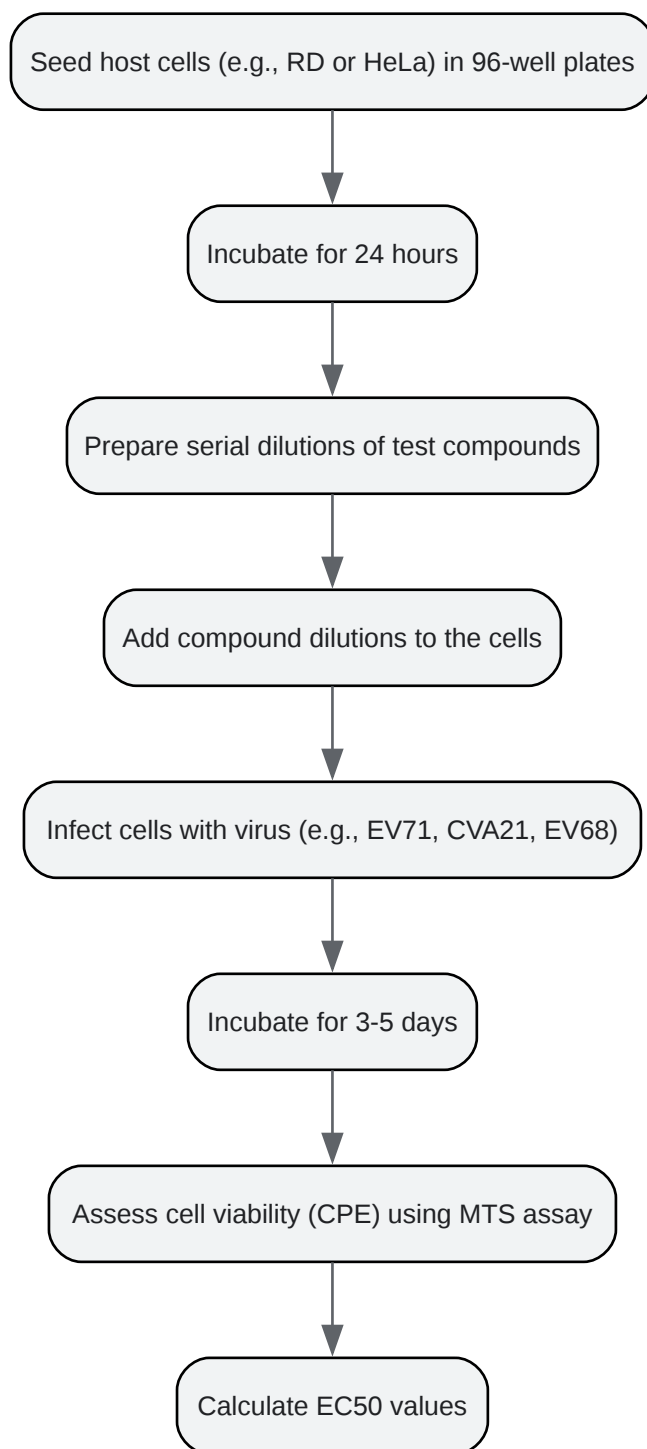 Seed host cells (e.g., RD or HeLa) in 96-well plates
Incubate for 24 hours
Prepare serial dilutions of test compounds
Add compound dilutions to the cells
Infect cells with virus (e.g., EV71, CVA21, EV68)
Incubate for 3-5 days
Assess cell viability (CPE) using MTS assay
Calculate EC50 values